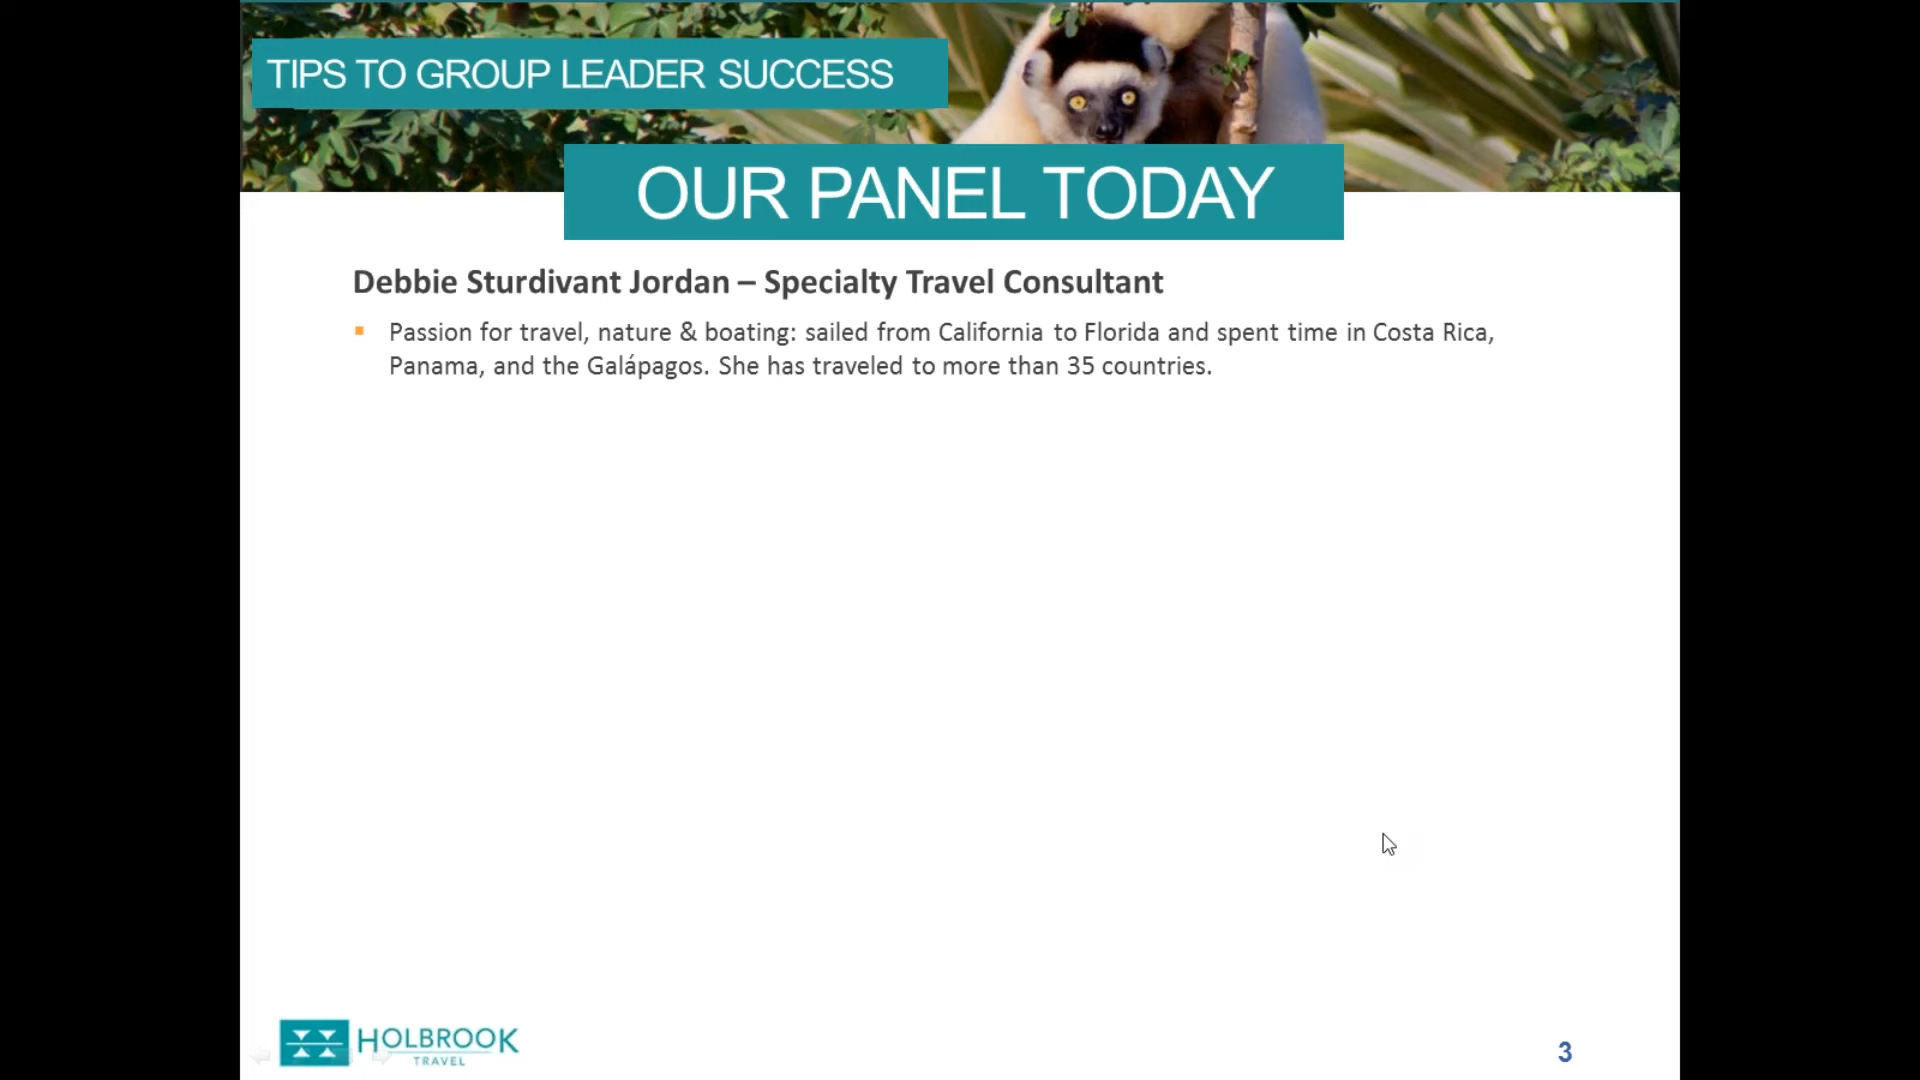 TIPS TO GROUP LEADER SUCCESS
OUR PANEL TODAY
Debbie Sturdivant Jordan – Specialty Travel Consultant
Passion for travel, nature & boating: sailed from California to Florida and spent time in Costa Rica,
Panama, and the Galápagos. She has traveled to more than 35 countries.
HOLBROOK
TRAVEL
3